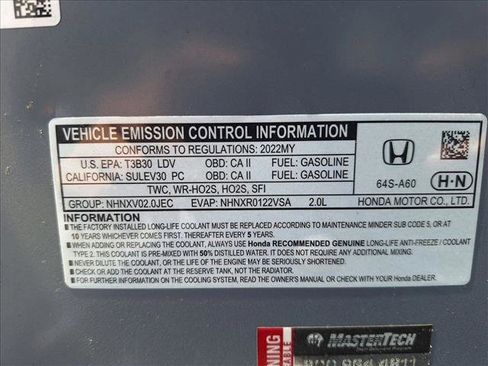 VEHICLE EMISSION CONTROL INFORMATION
CONFORMS TO REGULATIONS: 2022MY
U.S. EPA: T3B30 LDV OBD: CA II FUEL: GASOLINE
CALIFORNIA: SULEV30 PC OBD: CA II FUEL: GASOLINE
TWC, WR-HO2S, HO2S, SFI
64S-A60 H·N
GROUP: NHNXV02.0JEC EVAP: NHNXR0122VSA 2.0L HONDA MOTOR CO., LTD.
INFORMATION
■ THE FACTORY INSTALLED LONG-LIFE COOLANT MUST BE REPLACED ACCORDING TO MAINTENANCE MINDER SUB CODE 5, OR AT
10 YEARS WHICHEVER COMES FIRST. THEREAFTER EVERY 5 YEARS.
■ WHEN ADDING OR REPLACING THE COOLANT, ALWAYS USE Honda RECOMMENDED GENUINE LONG-LIFE ANTI-FREEZE / COOLANT
TYPE 2. THIS COOLANT IS PRE-MIXED WITH 50% DISTILLED WATER. IT DOES NOT REQUIRE ANY ADDITIONAL MIXING.
■ NEVER DILUTE THE COOLANT, OR THE LIFE OF THE ENGINE MAY BE SERIOUSLY SHORTENED.
■ CHECK AND ADD COOLANT AT THE RESERVE TANK, NOT THE RADIATOR.
■ FOR FURTHER INFORMATION ON THE COOLING SYSTEM, READ THE OWNER'S MANUAL OR CHECK WITH YOUR Honda DEALER.
MASTERTECH